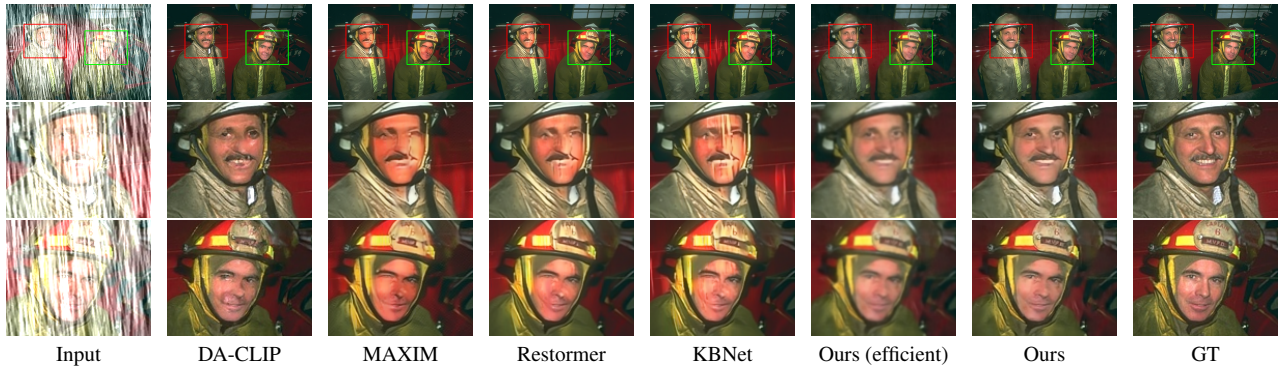 Input DA-CLIP MAXIM Restormer KBNet Ours (efficient) Ours GT